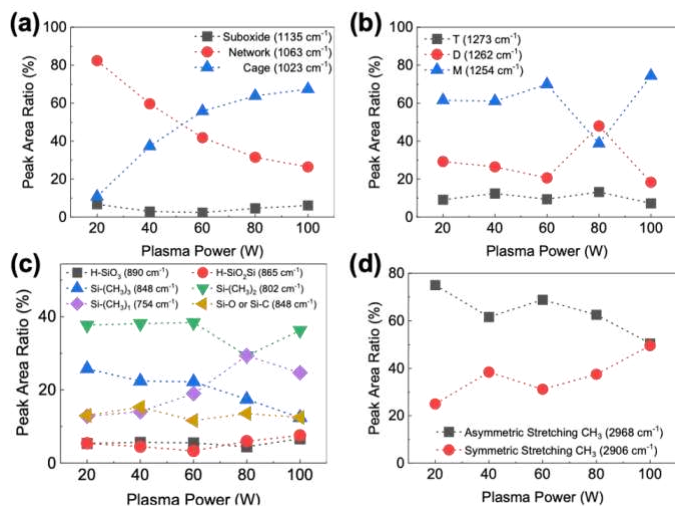 (a)
Suboxide (1135 cm⁻¹)
Network (1063 cm⁻¹)
Cage (1023 cm⁻¹)
Peak Area Ratio (%)
100
80
60
40
20
0
20 40 60 80 100
Plasma Power (W)
(b)
T (1273 cm⁻¹)
D (1262 cm⁻¹)
M (1254 cm⁻¹)
Peak Area Ratio (%)
100
80
60
40
20
0
20 40 60 80 100
Plasma Power (W)
(c)
H-SiO₃ (890 cm⁻¹) H-SiO₂Si (865 cm⁻¹)
Si-(CH₃)₃ (848 cm⁻¹) Si-(CH₃)₂ (802 cm⁻¹)
Si-(CH₃)₁ (754 cm⁻¹) Si-O or Si-C (848 cm⁻¹)
Peak Area Ratio (%)
40
20
0
20 40 60 80 100
Plasma Power (W)
(d)
Peak Area Ratio (%)
80
60
40
20
0
Asymmetric Stretching CH₃ (2968 cm⁻¹)
Symmetric Stretching CH₃ (2906 cm⁻¹)
20 40 60 80 100
Plasma Power (W)